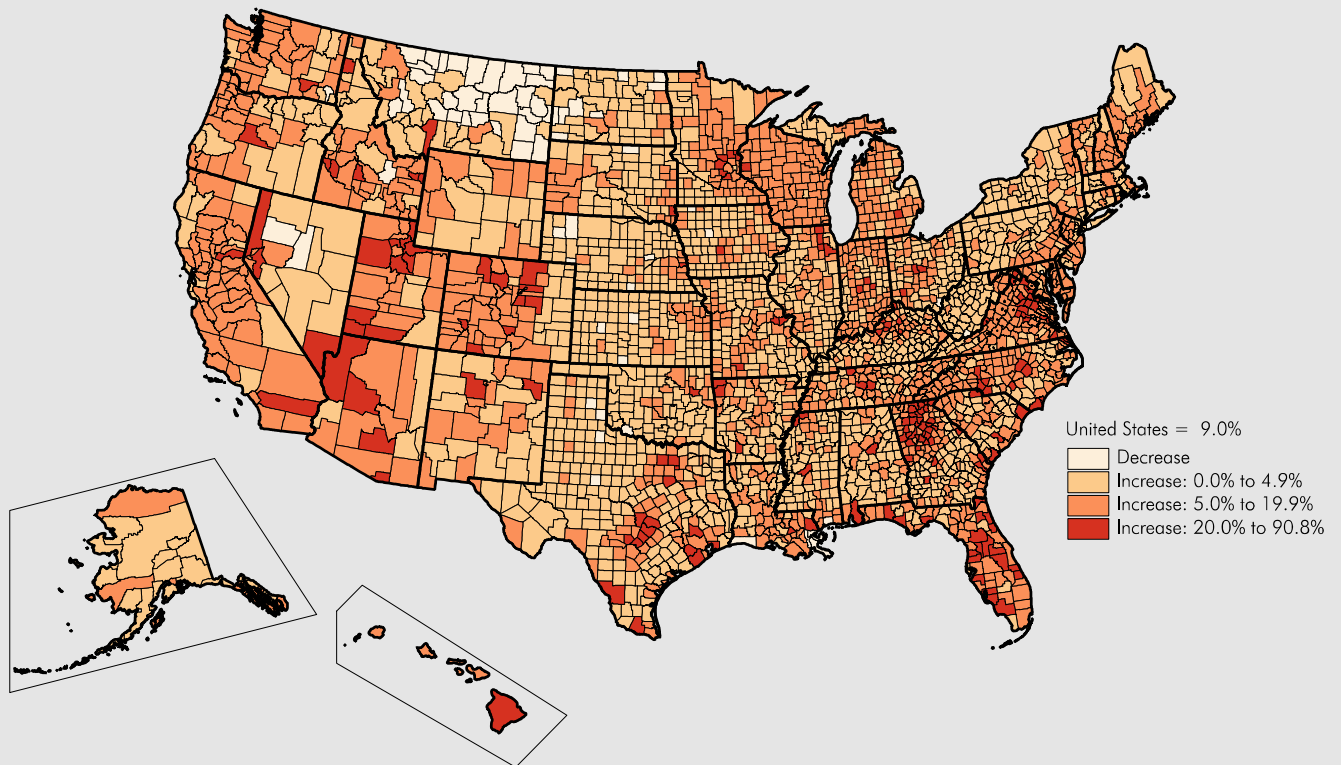 United States = 9.0%
Decrease
Increase: 0.0% to 4.9%
Increase: 5.0% to 19.9%
Increase: 20.0% to 90.8%